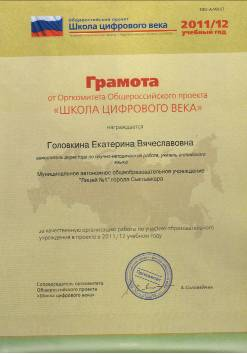 общероссийский проект
Школа цифрового века
2011/12
учебный год
Грамота
от Оргкомитета Общероссийского проекта
«ШКОЛА ЦИФРОВОГО ВЕКА»
награждается
Головкина Екатерина Вячеславовна
заместитель директора по научно-методической работе, учитель английского
языка
Муниципальное автономное общеобразовательное учреждение
"Лицей №1" города Сыктывкара
за качественную организацию работы по участию образовательного
учреждения в проекте в 2011/12 учебном году
Сопредседатель оргкомитета
Общероссийского проекта
«Школа цифрового века»
А.Соловейчик